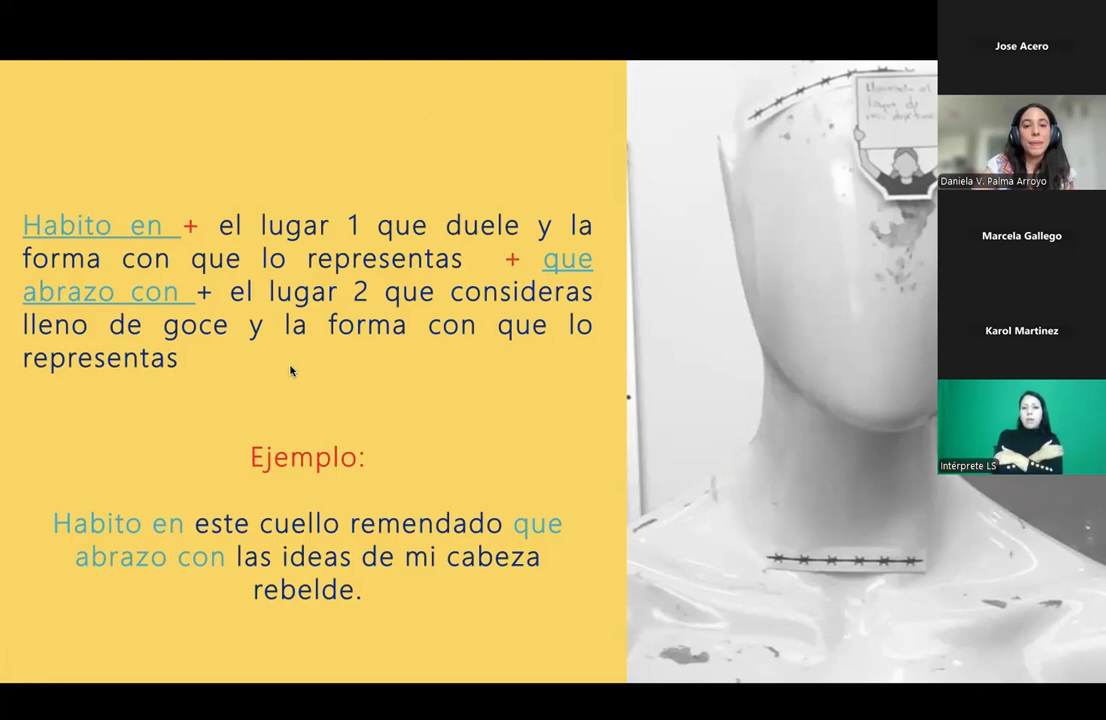 Habito en + el lugar 1 que duele y la
forma con que lo representas + que
abrazo con + el lugar 2 que consideras
lleno de goce y la forma con que lo
representas
Ejemplo:
Habito en este cuello remendado que
abrazo con las ideas de mi cabeza
rebelde.
Jose Acero
Daniela V. Palma Arroyo
Marcela Gallego
Karol Martinez
Intérprete LS